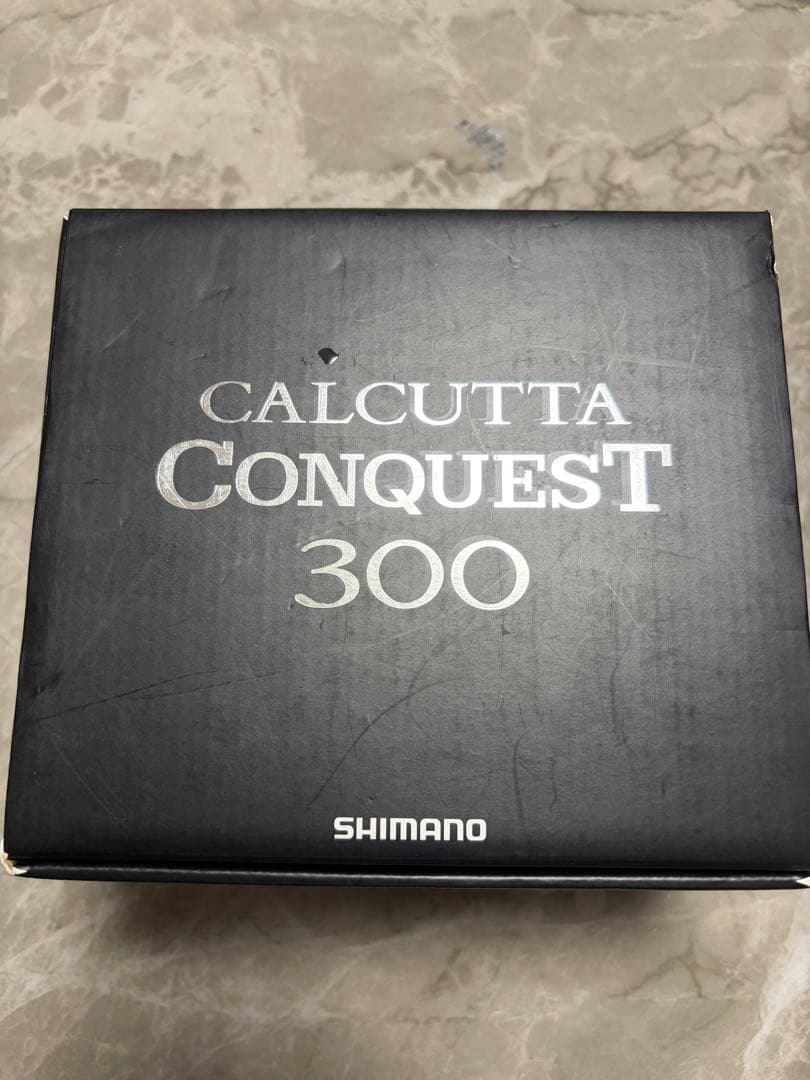 CALCUTTA
CONQUEST
300
SHIMANO